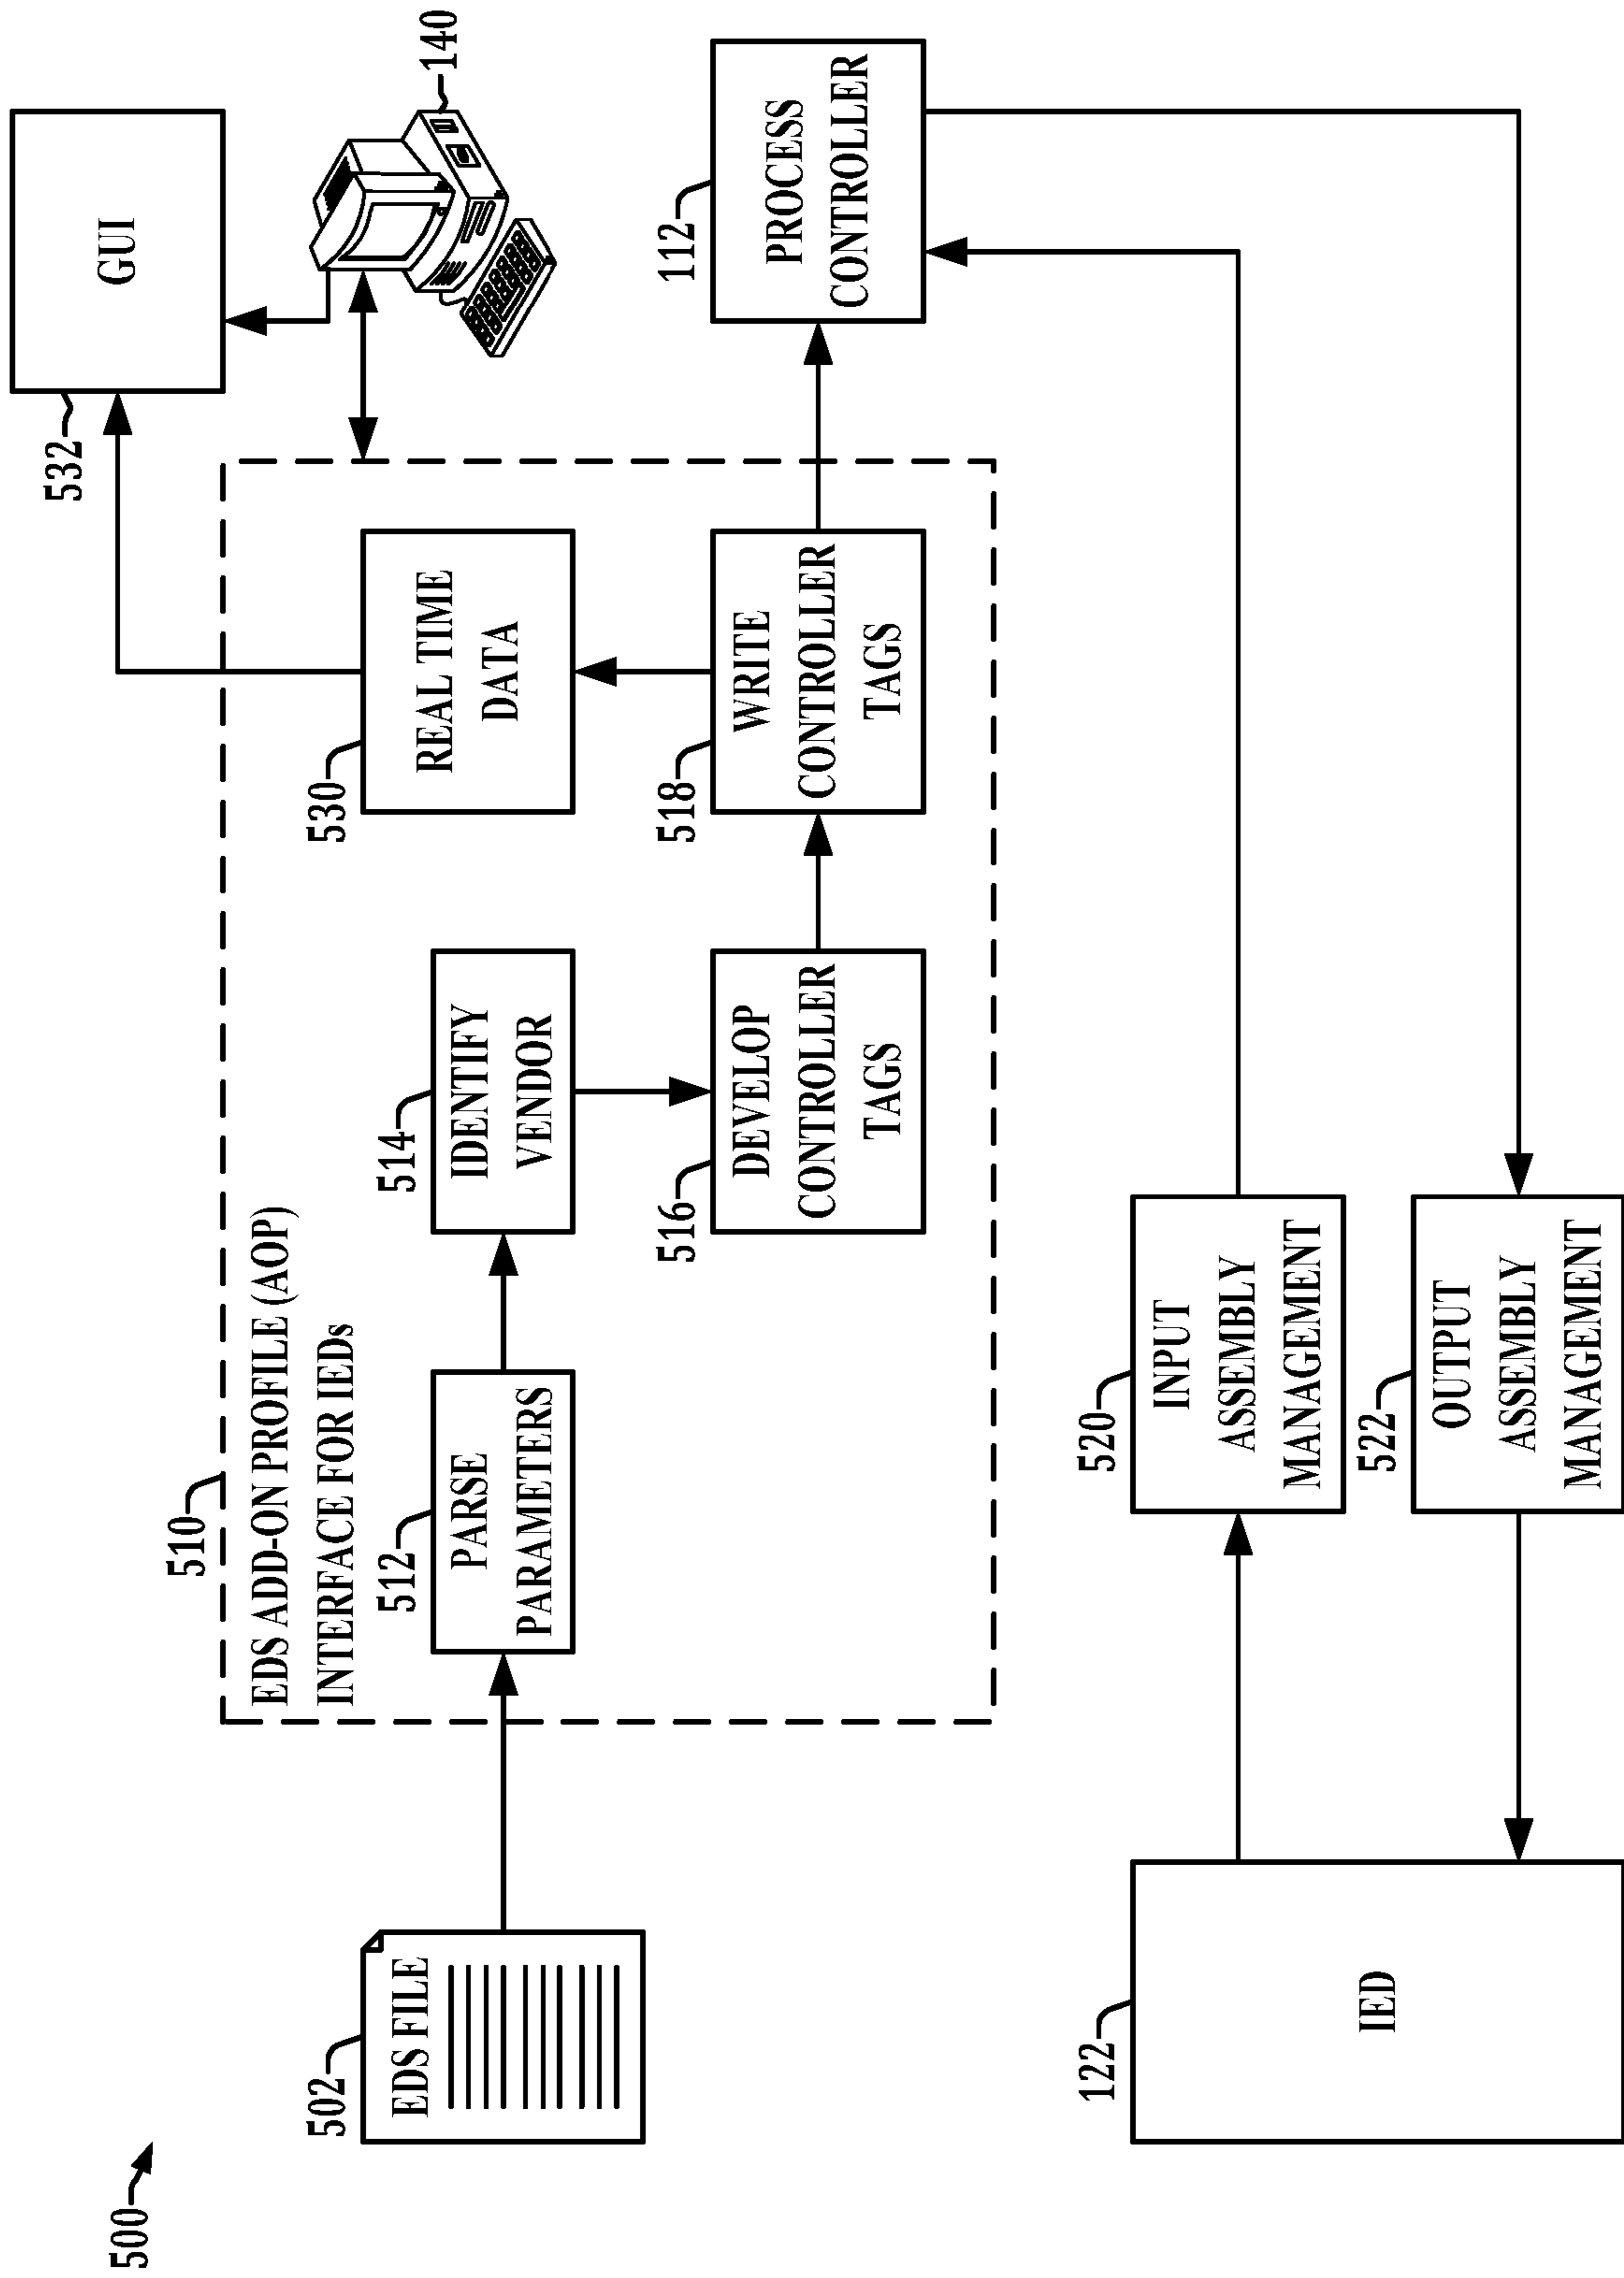 500
532
GUI
140
510
EDS ADD-ON PROFILE (AOP)
INTERFACE FOR IEDs
502
EDS FILE
512
PARSE
PARAMETERS
514
IDENTIFY
VENDOR
530
REAL TIME
DATA
516
DEVELOP
CONTROLLER
TAGS
518
WRITE
CONTROLLER
TAGS
112
PROCESS
CONTROLLER
122
IED
520
INPUT
ASSEMBLY
MANAGEMENT
522
OUTPUT
ASSEMBLY
MANAGEMENT